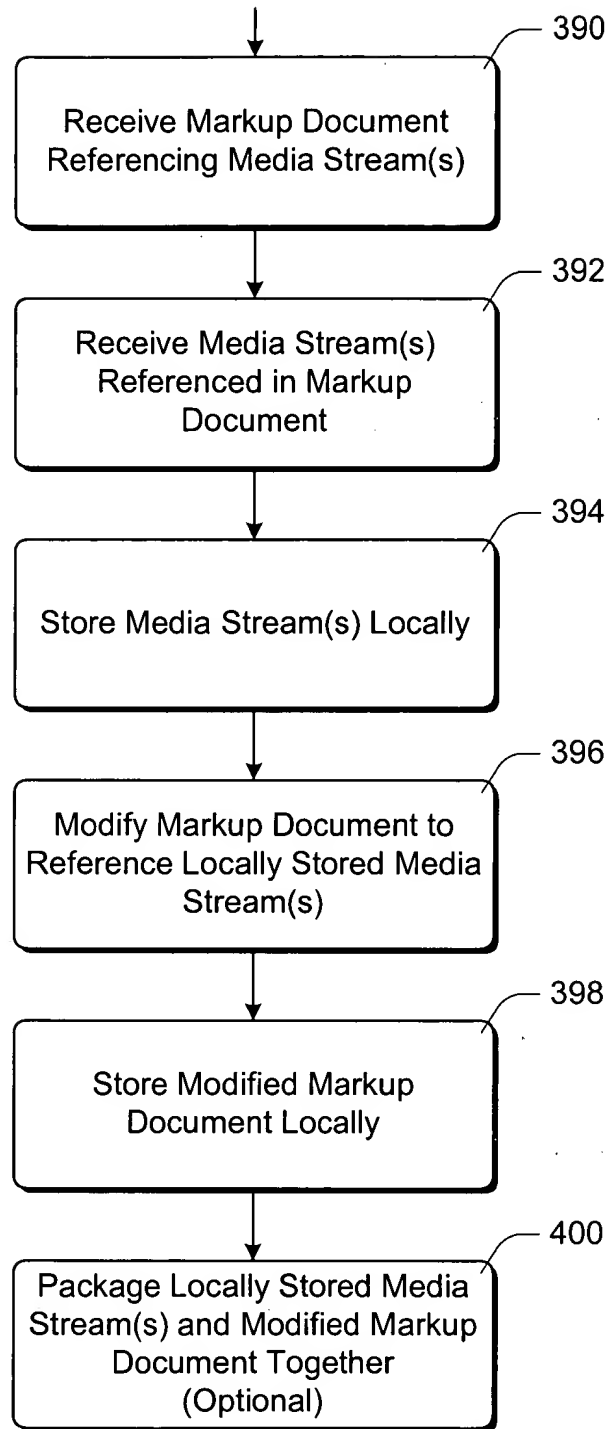 390
Receive Markup Document
Referencing Media Stream(s)
392
Receive Media Stream(s)
Referenced in Markup
Document
394
Store Media Stream(s) Locally
396
Modify Markup Document to
Reference Locally Stored Media
Stream(s)
398
Store Modified Markup
Document Locally
400
Package Locally Stored Media
Stream(s) and Modified Markup
Document Together
(Optional)